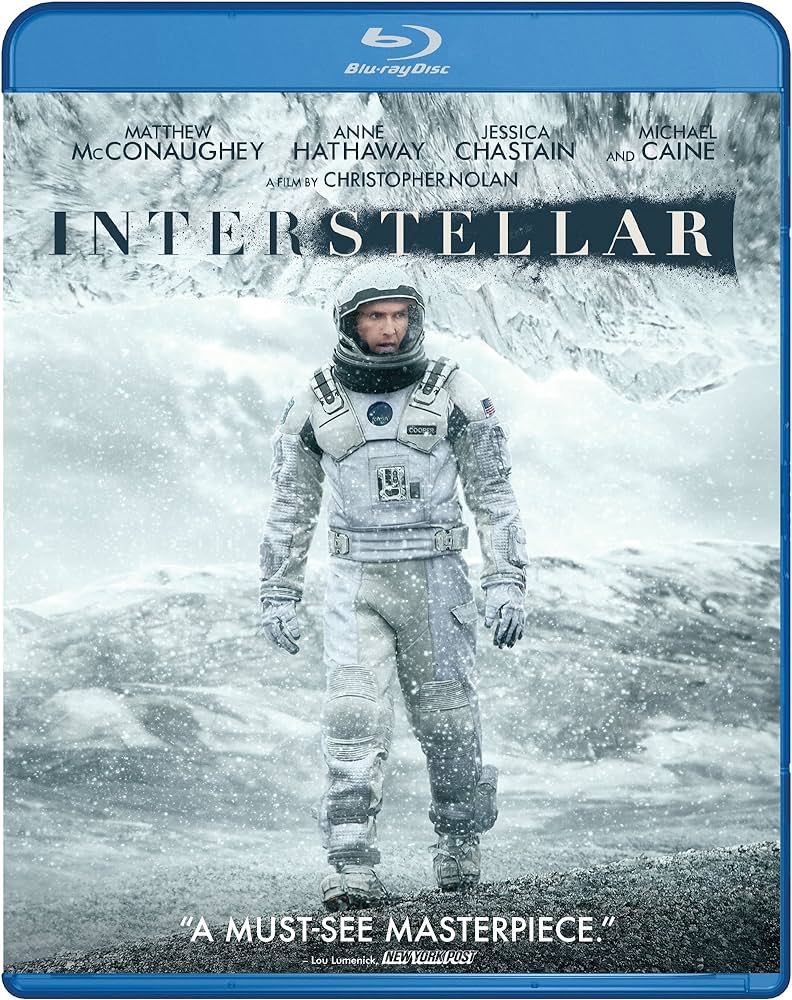 Blu-ray Disc
MATTHEW McCONAUGHEY
ANNE HATHAWAY
JESSICA CHASTAIN
AND MICHAEL CAINE
A FILM BY CHRISTOPHER NOLAN
INTERSTELLAR
NASA
COOPER
“A MUST-SEE MASTERPIECE.”
– Lou Lumenick, NEW YORK POST